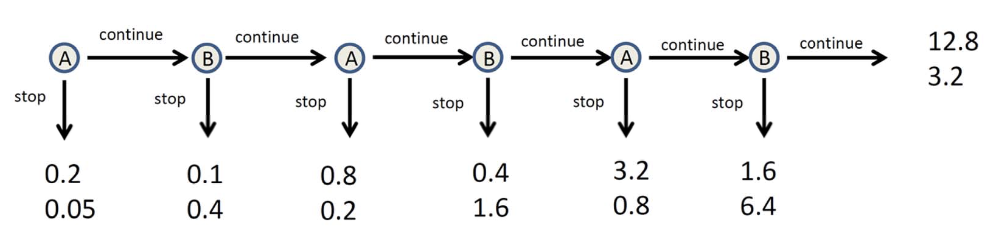 continue continue continue continue continue continue 12.8
A B A B A B 3.2
stop stop stop stop stop stop
0.2 0.1 0.8 0.4 3.2 1.6
0.05 0.4 0.2 1.6 0.8 6.4